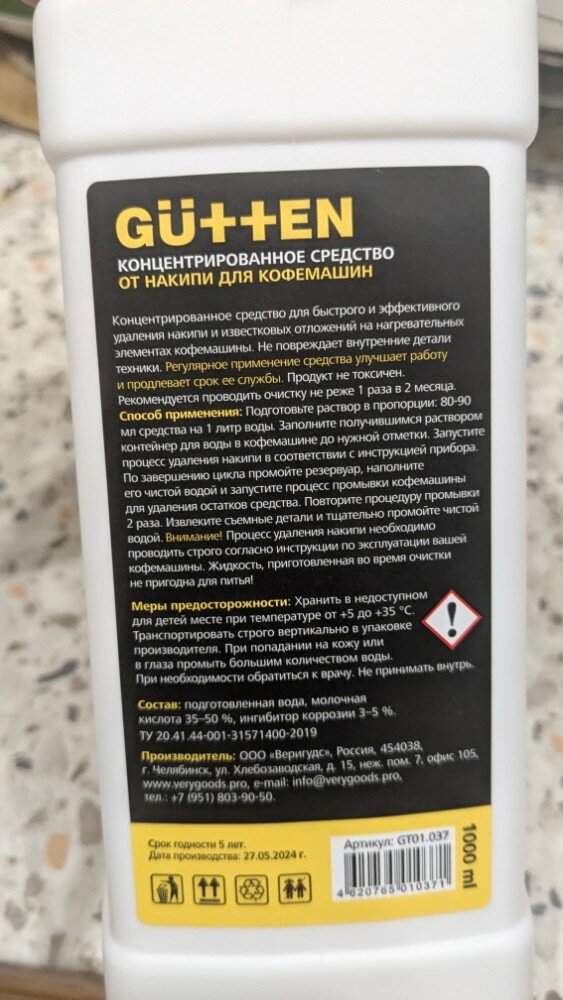 GÜTTEN
КОНЦЕНТРИРОВАННОЕ СРЕДСТВО
ОТ НАКИПИ ДЛЯ КОФЕМАШИН
Концентрированное средство для быстрого и эффективного
удаления накипи и известковых отложений на нагревательных
элементах кофемашины. Не повреждает внутренние детали
техники. Регулярное применение средства улучшает работу
и продлевает срок ее службы. Продукт не токсичен.
Рекомендуется проводить очистку не реже 1 раза в 2 месяца.
Способ применения: Подготовьте раствор в пропорции: 80-90
мл средства на 1 литр воды. Заполните получившимся раствором
контейнер для воды в кофемашине до нужной отметки. Запустите
процесс удаления накипи в соответствии с инструкцией прибора.
По завершению цикла промойте резервуар, наполните
его чистой водой и запустите процесс промывки кофемашины
для удаления остатков средства. Повторите процедуру промывки
2 раза. Извлеките съемные детали и тщательно промойте чистой
водой. Внимание! Процесс удаления накипи необходимо
проводить строго согласно инструкции по эксплуатации вашей
кофемашины. Жидкость, приготовленная во время очистки
не пригодна для питья!
Меры предосторожности: Хранить в недоступном
для детей месте при температуре от +5 до +35 °С.
Транспортировать строго вертикально в упаковке
производителя. При попадании на кожу или
в глаза промыть большим количеством воды.
При необходимости обратиться к врачу. Не принимать внутрь.
Состав: подготовленная вода, молочная
кислота 35–50 %, ингибитор коррозии 3–5 %.
ТУ 20.41.44-001-31571400-2019
Производитель: ООО «Веригудс», Россия, 454038,
г. Челябинск, ул. Хлебозаводская, д. 15, неж. пом. 7, офис 105,
www.verygoods.pro, e-mail: info@verygoods.pro,
тел.: +7 (951) 803-90-50.
Срок годности 5 лет.
Дата производства: 27.05.2024 г.
Артикул: GT01.037
4 620765 010371
1000 ml